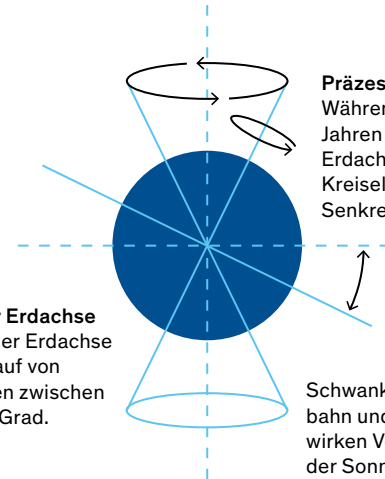 Präzes
Währen
Jahren
Erdach
Kreisel
Senkre
Erdachse
er Erdachse
auf von
en zwischen
Grad.
Schwank
bahn und
wirken V
der Sonn